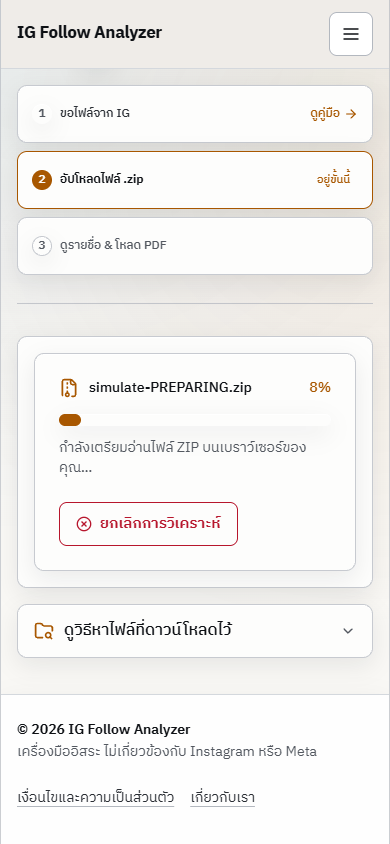 IG Follow Analyzer
1 ขอไฟล์จาก IG ดูคู่มือ →
2 อัปโหลดไฟล์ .zip อยู่ขั้นนี้
3 ดูรายชื่อ & โหลด PDF
simulate-PREPARING.zip 8%
กำลังเตรียมอ่านไฟล์ ZIP บนเบราว์เซอร์ของ
คุณ...
ยกเลิกการวิเคราะห์
ดูวิธีหาไฟล์ที่ดาวน์โหลดไว้
© 2026 IG Follow Analyzer
เครื่องมืออิสระ ไม่เกี่ยวข้องกับ Instagram หรือ Meta
เงื่อนไขและความเป็นส่วนตัว เกี่ยวกับเรา